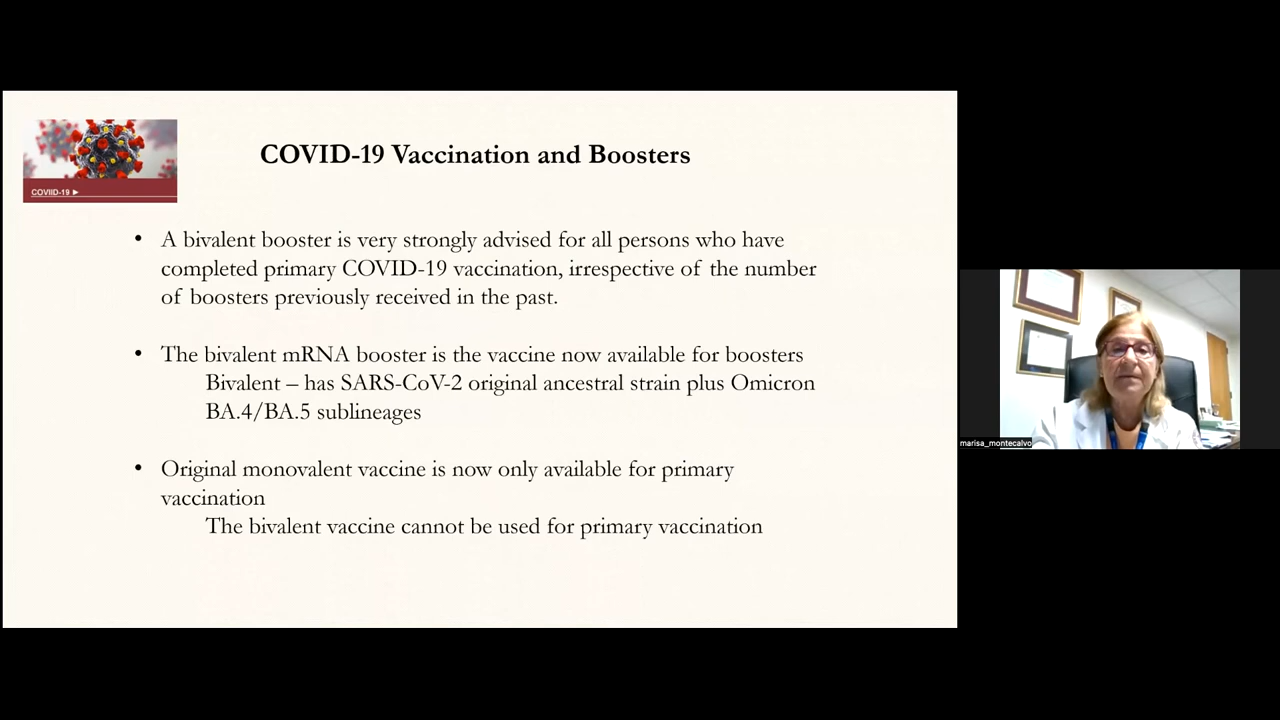 COVID-19 Vaccination and Boosters
COVIID-19
• A bivalent booster is very strongly advised for all persons who have
completed primary COVID-19 vaccination, irrespective of the number
of boosters previously received in the past.
• The bivalent mRNA booster is the vaccine now available for boosters
Bivalent – has SARS-CoV-2 original ancestral strain plus Omicron
BA.4/BA.5 sublineages
• Original monovalent vaccine is now only available for primary
vaccination
The bivalent vaccine cannot be used for primary vaccination
marisa_montecalvo